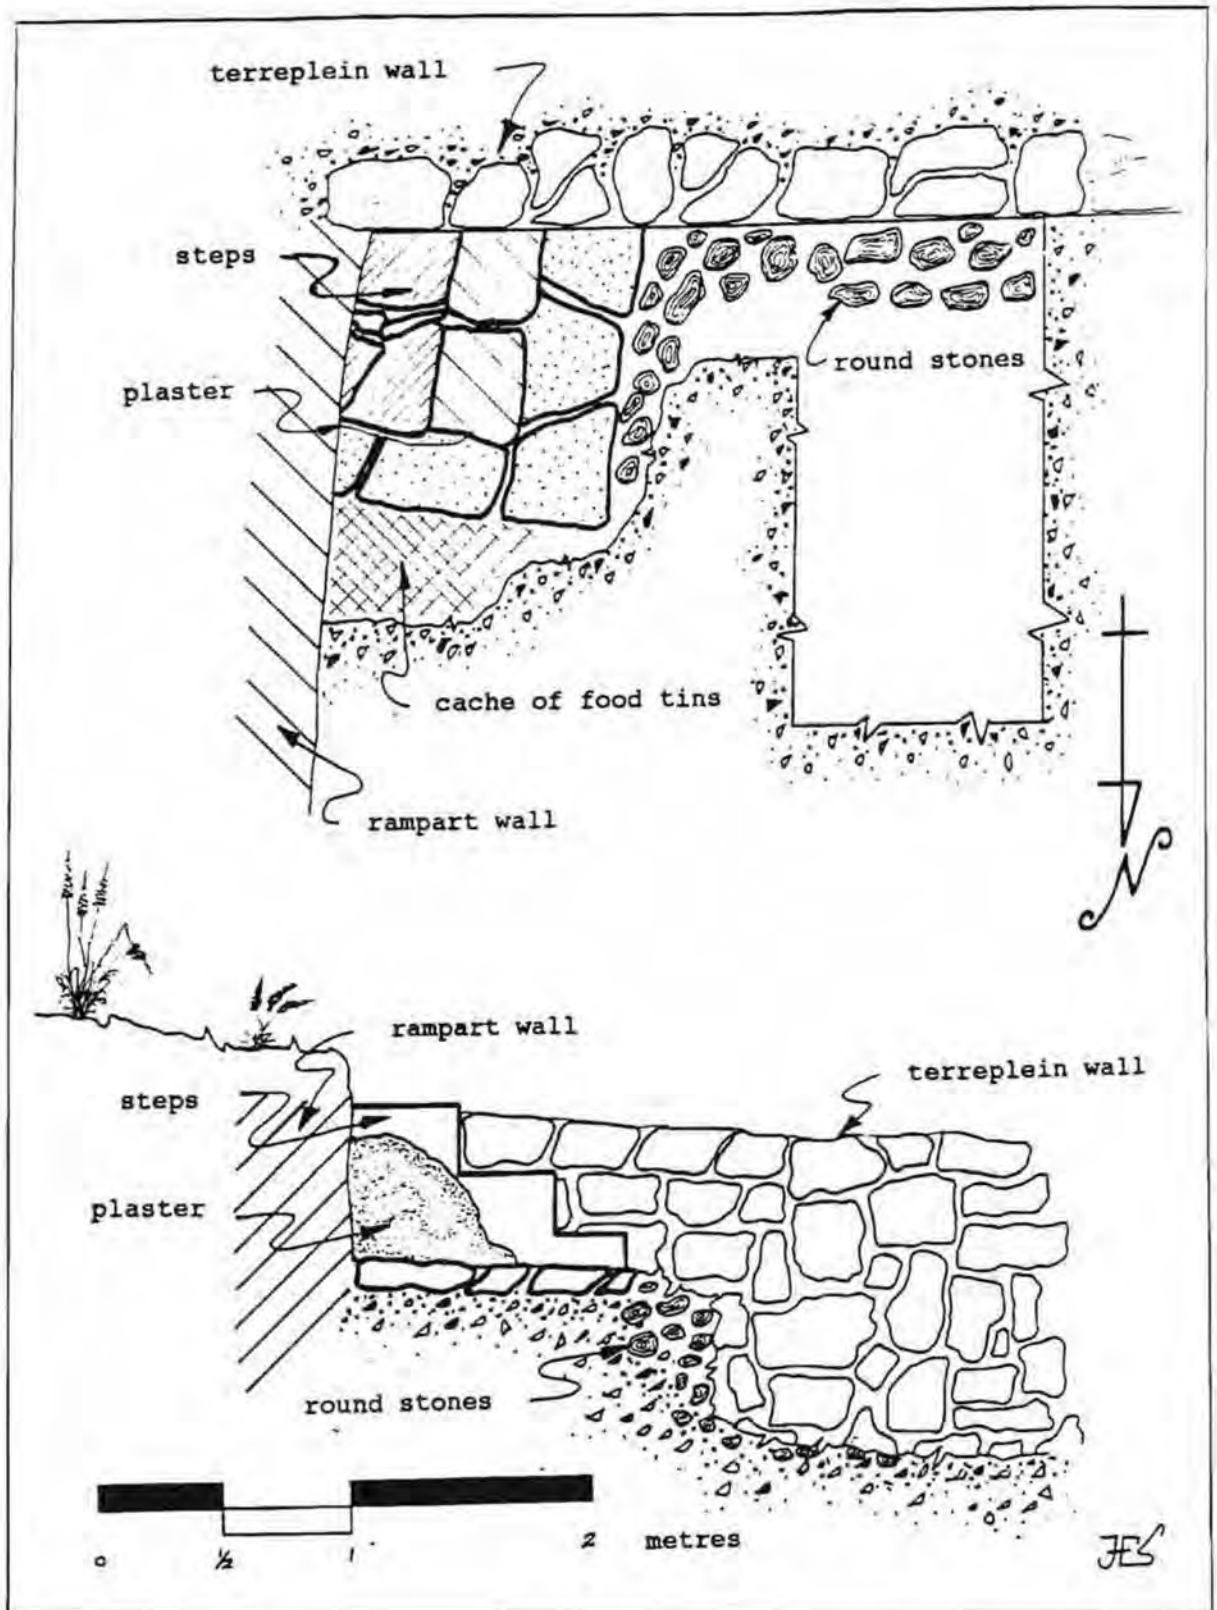 terreplein wall
steps
plaster
round stones
cache of food tins
rampart wall
N
rampart wall
steps
terreplein wall
plaster
round stones
0 ½ 1 2 metres